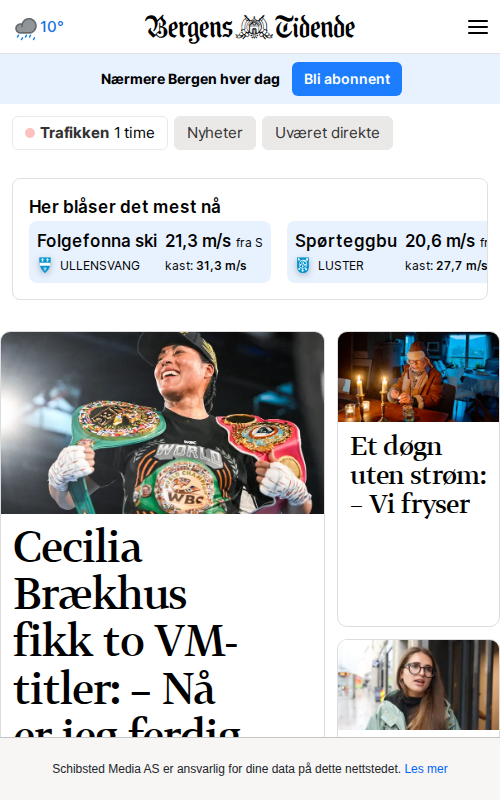 10°
Bergens Tidende
Nærmere Bergen hver dag
Bli abonnent
Trafikken 1 time
Nyheter
Uværet direkte
Her blåser det mest nå
Folgefonna ski 21,3 m/s fra S
ULLENSVANG kast: 31,3 m/s
Spørteggbu 20,6 m/s
LUSTER kast: 27,7 m/s
WORLD
WBC
Cecilia
Brækhus
fikk to VM-
titler: – Nå
er jeg ferdig
Et døgn
uten strøm:
– Vi fryser
Schibsted Media AS er ansvarlig for dine data på dette nettstedet. Les mer